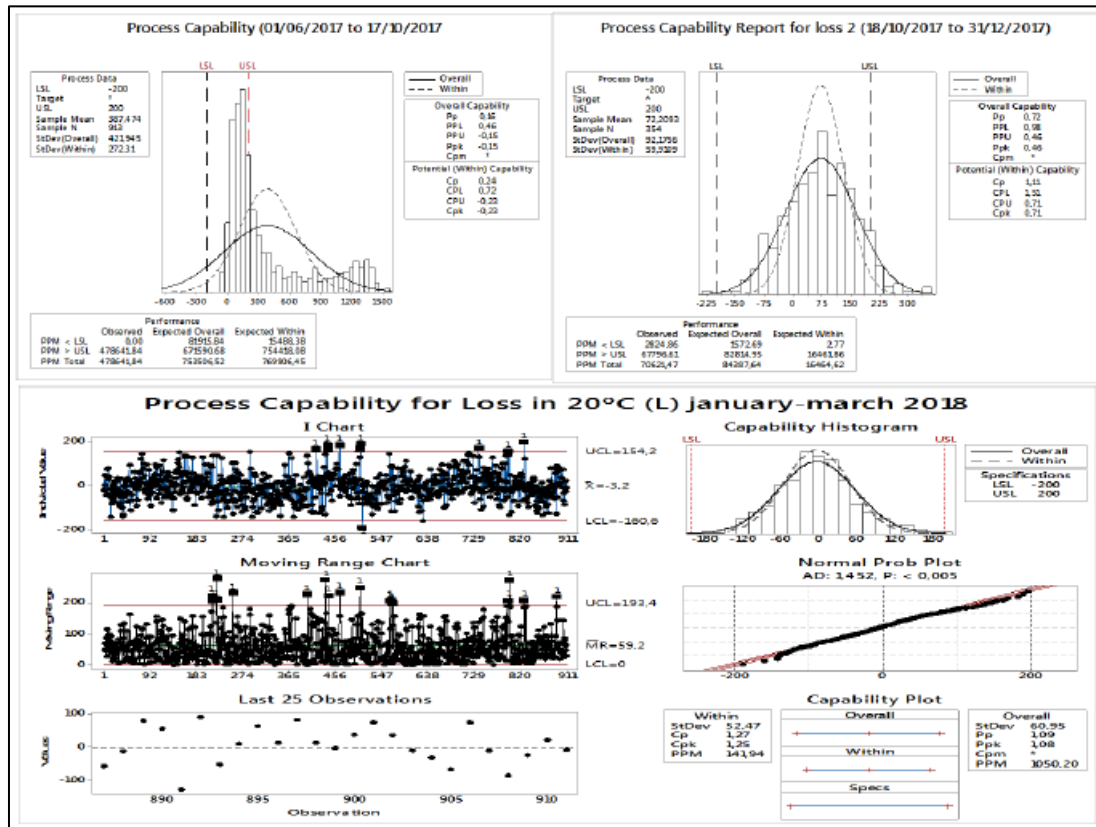 Process Capability (01/06/2017 to 17/10/2017
LSL USL
Process Data
LSL -200
Target *
USL 200
Sample Mean 387,474
Sample N 913
StDev(Overall) 421,945
StDev(Within) 272,31
Overall
Within
Overall Capability
Pp 0,16
PPL 0,46
PPU -0,15
Ppk -0,15
Cpm *
Potential (Within) Capability
Cp 0,24
CPL 0,72
CPU -0,23
Cpk -0,23
-600 -300 0 300 600 900 1200 1500
Performance
Observed Expected Overall Expected Within
PPM < LSL 0,00 81915,84 15488,38
PPM > USL 478641,84 671590,68 754418,08
PPM Total 478641,84 753506,52 769906,45
Process Capability Report for loss 2 (18/10/2017 to 31/12/2017)
LSL USL
Process Data
LSL -200
Target *
USL 200
Sample Mean
Sample N 354
StDev(Overall)
StDev(Within)
Overall
Within
Overall Capability
Pp 0,72
PPL 0,98
PPU 0,46
Ppk 0,46
Cpm *
Potential (Within) Capability
Cp 1,11
CPL 1,51
CPU 0,71
Cpk 0,71
-225 -150 -75 0 75 150 225 300
Performance
Observed Expected Overall Expected Within
PPM < LSL 2824,86 1572,69 2,77
PPM > USL 67796,61 82814,95 16461,86
PPM Total 70621,47 84387,64 16464,62
Process Capability for Loss in 20ºC (L) january-march 2018
I Chart
Individual Value
200
0
-200
1 92 183 274 365 456 547 638 729 820 911
UCL=154,2
X=-3,2
LCL=-160,6
Moving Range Chart
Moving Range
200
100
0
1 92 183 274 365 456 547 638 729 820 911
UCL=193,4
MR=59.2
LCL=0
Last 25 Observations
Values
100
0
-100
890 895 900 905 910
Observation
Capability Histogram
LSL USL
Overall
Within
Specifications
LSL -200
USL 200
-180 -120 -60 0 60 120 180
Normal Prob Plot
AD: 1,452, P: < 0,005
-200 0 200
Capability Plot
Within
StDev 52.47
Cp 1,27
Cpk 1,25
PPM 141,94
Overall
Within
Specs
Overall
StDev 60.95
Pp 1,09
Ppk 1,08
Cpm *
PPM 1050.20